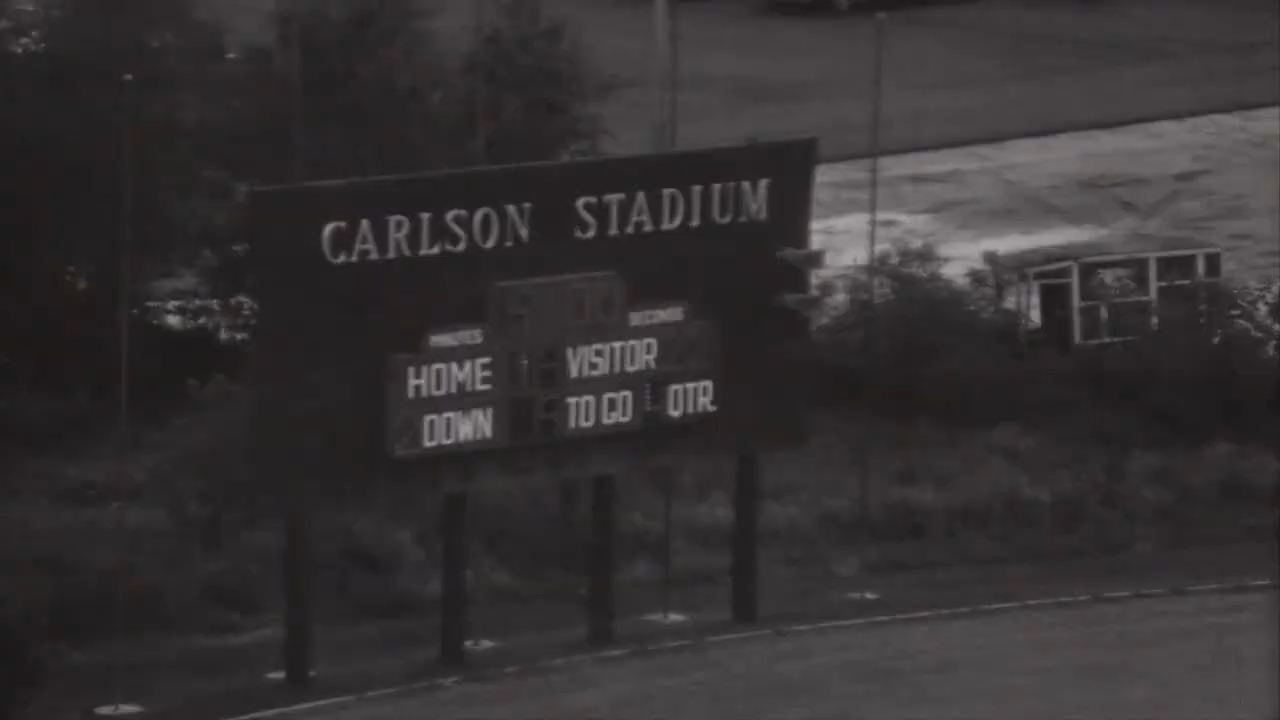 CARLSON STADIUM
MINUTES
SECONDS
HOME VISITOR
DOWN TO GO QTR.